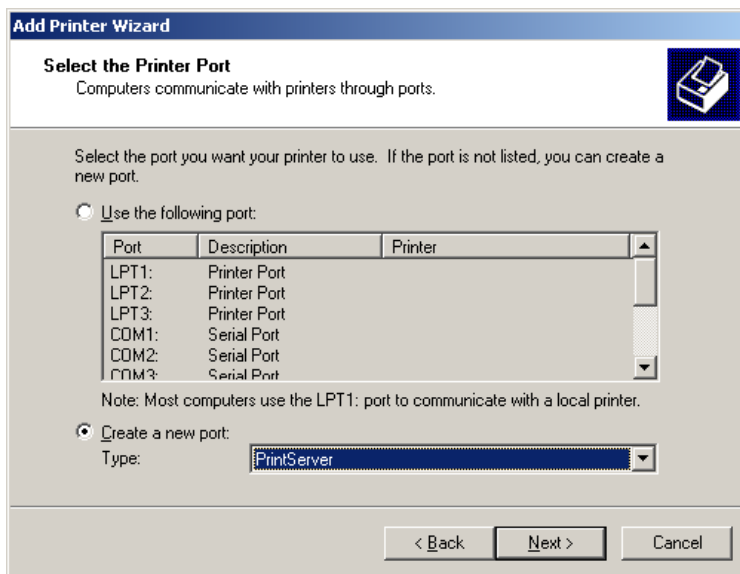 Add Printer Wizard
Select the Printer Port
Computers communicate with printers through ports.
Select the port you want your printer to use.  If the port is not listed, you can create a
new port.
Use the following port:
Port Description Printer
LPT1: Printer Port
LPT2: Printer Port
LPT3: Printer Port
COM1: Serial Port
COM2: Serial Port
COM3: Serial Port
Note: Most computers use the LPT1: port to communicate with a local printer.
Create a new port:
Type: PrintServer
< Back Next > Cancel